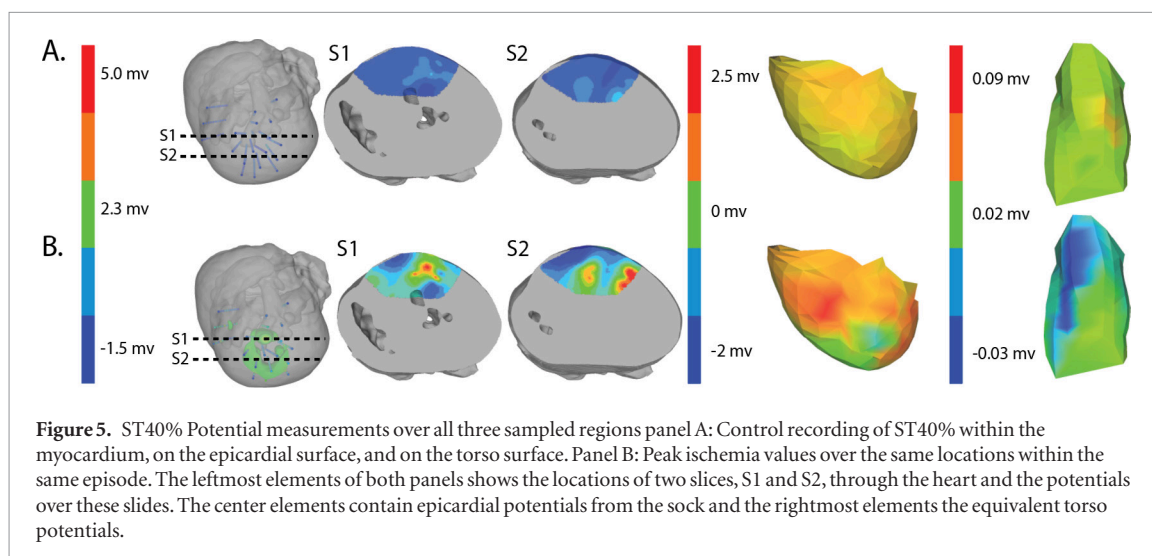 A.
S1
S2
5.0 mv
2.5 mv
0.09 mv
S1
S2
2.3 mv
0 mv
0.02 mv
B.
S1
S2
S1
S2
-1.5 mv
-2 mv
-0.03 mv
Figure 5. ST40% Potential measurements over all three sampled regions panel A: Control recording of ST40% within the
myocardium, on the epicardial surface, and on the torso surface. Panel B: Peak ischemia values over the same locations within the
same episode. The leftmost elements of both panels shows the locations of two slices, S1 and S2, through the heart and the potentials
over these slides. The center elements contain epicardial potentials from the sock and the rightmost elements the equivalent torso
potentials.